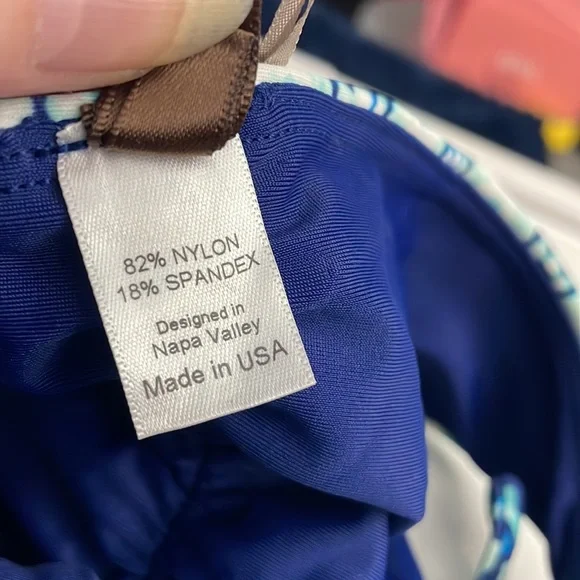 82% NYLON
18% SPANDEX
Designed in
Napa Valley
Made in USA